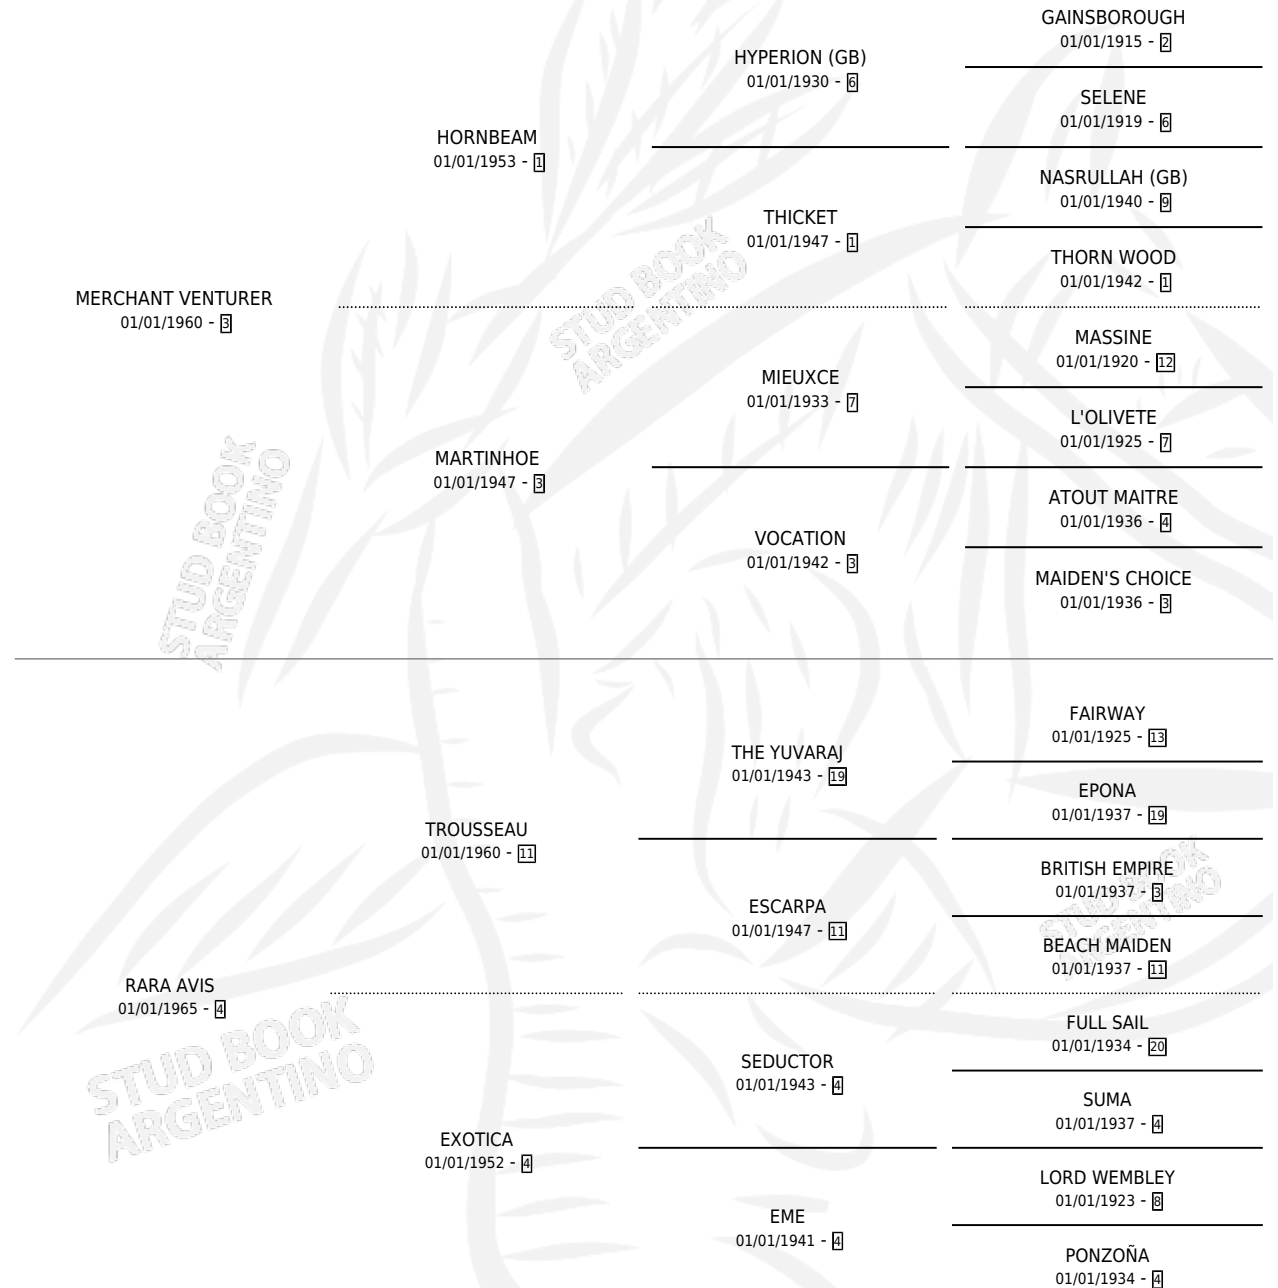 GAINSBOROUGH
01/01/1915 - 2
HYPERION (GB)
01/01/1930 - 6
SELENE
01/01/1919 - 6
HORNBEAM
01/01/1953 - 1
NASRULLAH (GB)
01/01/1940 - 9
THICKET
01/01/1947 - 1
THORN WOOD
01/01/1942 - 1
MERCHANT VENTURER
01/01/1960 - 3
MASSINE
01/01/1920 - 12
MIEUXCE
01/01/1933 - 7
L'OLIVETE
01/01/1925 - 7
MARTINHOE
01/01/1947 - 3
ATOUT MAITRE
01/01/1936 - 4
VOCATION
01/01/1942 - 3
MAIDEN'S CHOICE
01/01/1936 - 3
FAIRWAY
01/01/1925 - 13
THE YUVARAJ
01/01/1943 - 19
EPONA
01/01/1937 - 19
TROUSSEAU
01/01/1960 - 11
BRITISH EMPIRE
01/01/1937 - 3
ESCARPA
01/01/1947 - 11
BEACH MAIDEN
01/01/1937 - 11
RARA AVIS
01/01/1965 - 4
FULL SAIL
01/01/1934 - 20
SEDUCTOR
01/01/1943 - 4
SUMA
01/01/1937 - 4
EXOTICA
01/01/1952 - 4
LORD WEMBLEY
01/01/1923 - 8
EME
01/01/1941 - 4
PONZOÑA
01/01/1934 - 4
STUD BOOK
ARGENTINO
STUD BOOK
ARGENTINO
STUD BOOK
ARGENTINO
STUD BOOK
ARGENTINO